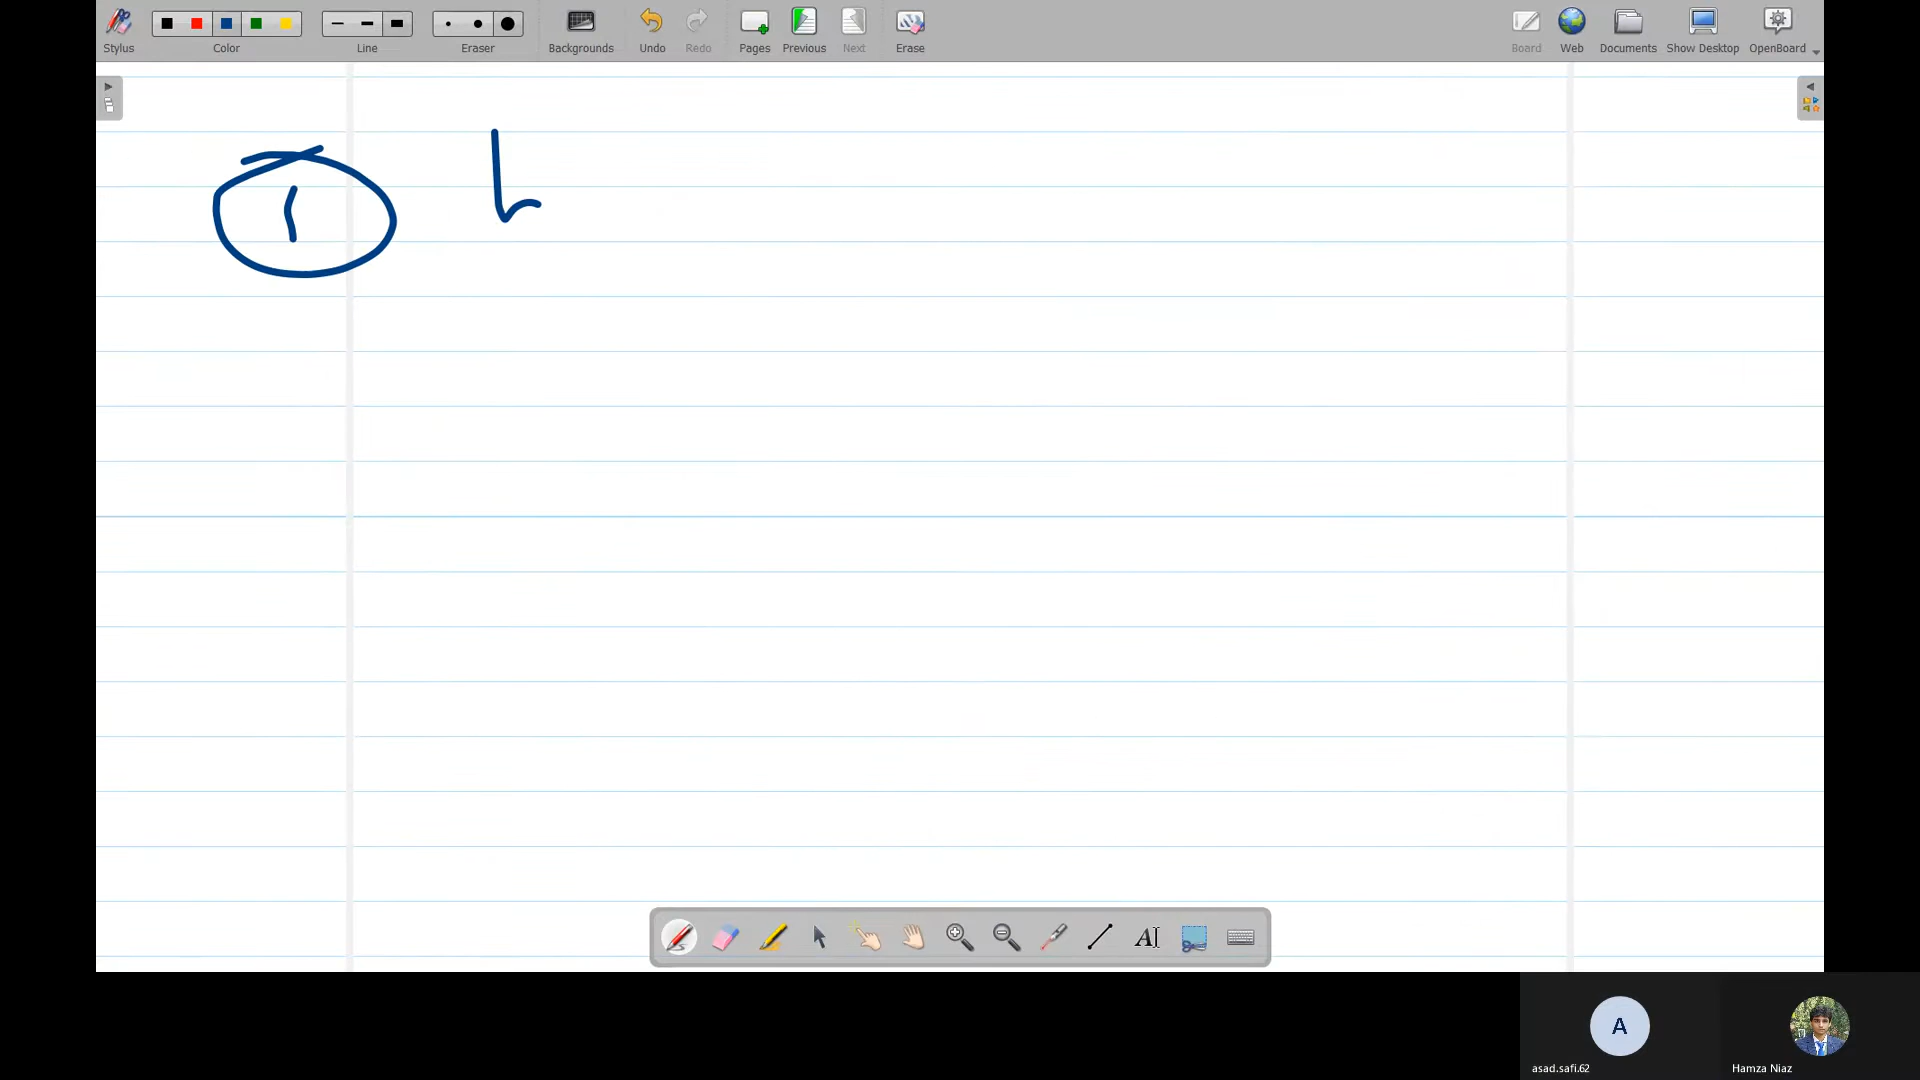 Stylus Color Line Eraser Backgrounds Undo Redo Pages Previous Next Erase Board Web Documents Show Desktop OpenBoard
1
A
asad.safi.62 Hamza Niaz